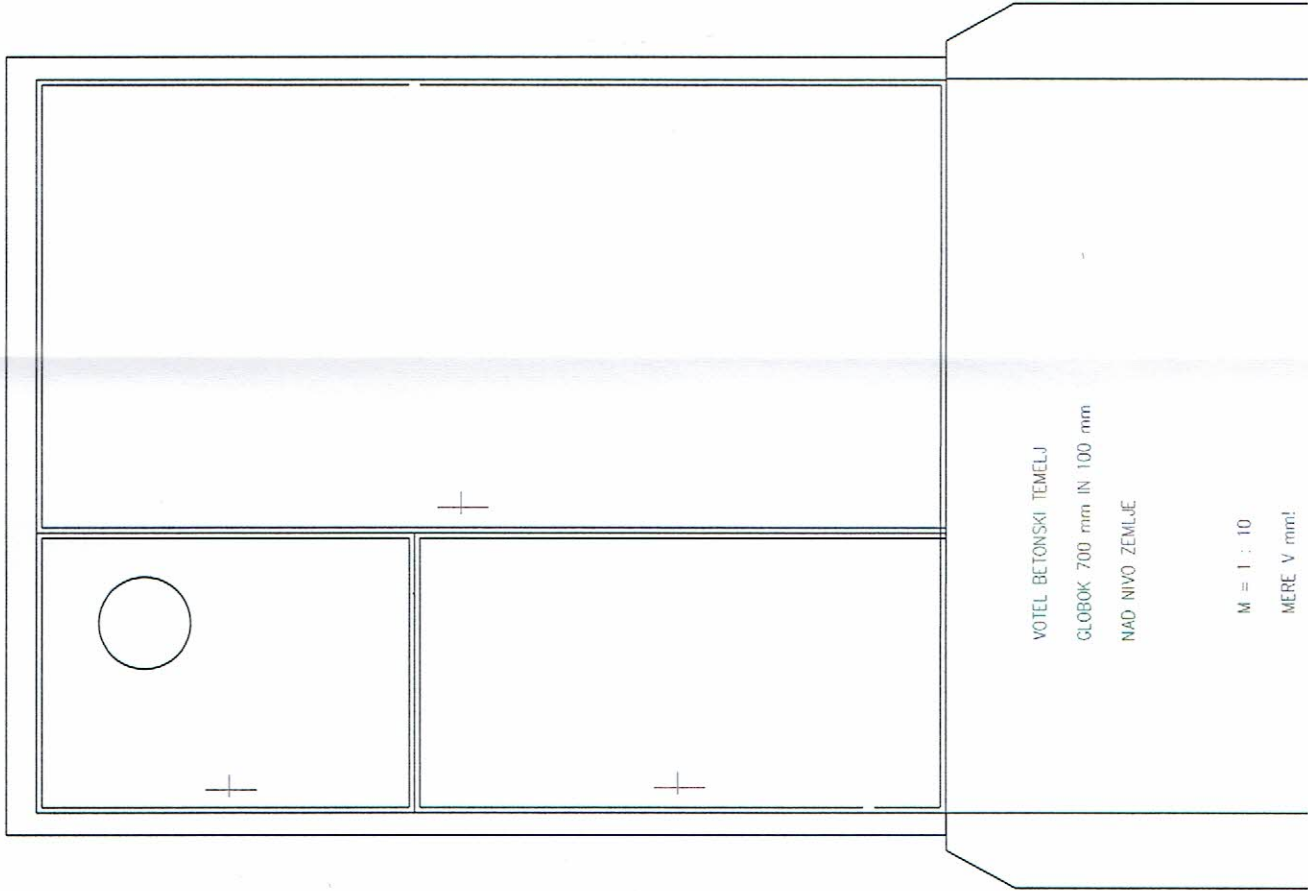 VOTEL BETONSKI TEMELJ
GLOBOK 700 mm IN 100 mm
NAD NIVO ZEMLJE
M = 1 : 10
MERE V mm!